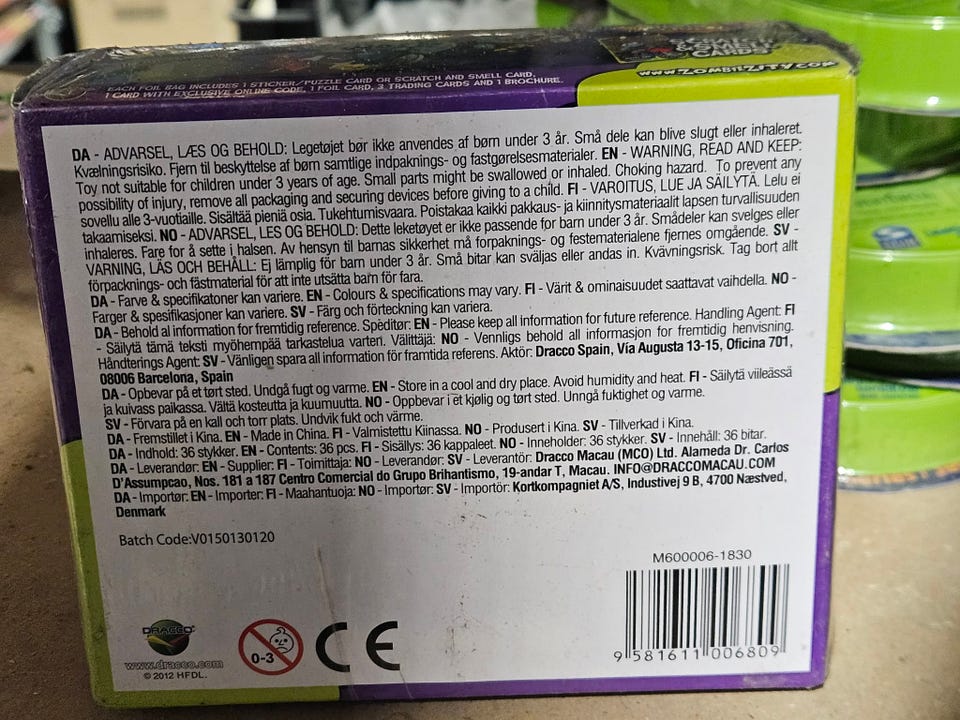 EACH FOIL BAG INCLUDES 1 STICKER/PUZZLE CARD OR SCRATCH AND SMELL CARD,
1 CARD WITH EXCLUSIVE ONLINE CODE, 1 FOIL CARD, 3 TRADING CARDS AND 1 BROCHURE.
www.ZOMBIEZITY.com
DA - ADVARSEL, LÆS OG BEHOLD: Legetøjet bør ikke anvendes af børn under 3 år. Små dele kan blive slugt eller inhaleret.
Kvælningsrisiko. Fjern til beskyttelse af børn samtlige indpaknings- og fastgørelsesmaterialer. EN - WARNING, READ AND KEEP:
Toy not suitable for children under 3 years of age. Small parts might be swallowed or inhaled. Choking hazard. To prevent any
possibility of injury, remove all packaging and securing devices before giving to a child. FI - VAROITUS, LUE JA SÄILYTÄ. Lelu ei
sovellu alle 3-vuotiaille. Sisältää pieniä osia. Tukehtumisvaara. Poistakaa kaikki pakkaus- ja kiinnitysmateriaalit lapsen turvallisuuden
takaamiseksi. NO - ADVARSEL, LES OG BEHOLD: Dette leketøyet er ikke passende for barn under 3 år. Smådeler kan svelges eller
inhaleres. Fare for å sette i halsen. Av hensyn til barnas sikkerhet må forpaknings- og festematerialene fjernes omgående. SV -
VARNING, LÄS OCH BEHÅLL: Ej lämplig för barn under 3 år. Små bitar kan sväljas eller andas in. Kvävningsrisk. Tag bort allt
förpacknings- och fästmaterial för att inte utsätta barn för fara.
DA - Farve & specifikatoner kan variere. EN - Colours & specifications may vary. FI - Värit & ominaisuudet saattavat vaihdella. NO -
Farger & spesifikasjoner kan variere. SV - Färg och förteckning kan variera.
DA - Behold al information for fremtidig reference. Speditør: EN - Please keep all information for future reference. Handling Agent: FI
- Säilytä tämä teksti myöhempää tarkastelua varten. Välittäjä: NO - Vennligs behold all informasjon for fremtidig henvisning.
Håndterings Agent: SV - Vänligen spara all information för framtida referens. Aktör: Dracco Spain, Vía Augusta 13-15, Oficina 701,
08006 Barcelona, Spain
DA - Opbevar på et tørt sted. Undgå fugt og varme. EN - Store in a cool and dry place. Avoid humidity and heat. FI - Säilytä viileässä
ja kuivass paikassa. Vältä kosteutta ja kuumuutta. NO - Oppbevar i et kjølig og tørt sted. Unngå fuktighet og varme.
SV - Förvara på en kall och torr plats. Undvik fukt och värme.
DA - Fremstillet i Kina. EN - Made in China. FI - Valmistettu Kiinassa. NO - Produsert i Kina. SV - Tillverkad i Kina.
DA - Indhold: 36 stykker. EN - Contents: 36 pcs. FI - Sisällys: 36 kappaleet. NO - Inneholder: 36 stykker. SV - Innehåll: 36 bitar.
DA - Leverandør: EN - Supplier: FI - Toimittaja: NO - Leverandør: SV - Leverantör: Dracco Macau (MCO) Ltd. Alameda Dr. Carlos
D'Assumpcao, Nos. 181 a 187 Centro Comercial do Grupo Brihantismo, 19-andar T, Macau. INFO@DRACCOMACAU.COM
DA - Importør: EN - Importer: FI - Maahantuoja: NO - Importør: SV - Importör: Kortkompagniet A/S, Industivej 9 B, 4700 Næstved,
Denmark
Batch Code:V0150130120
M600006-1830
9 581611 006809
DRACCO
www.dracco.com
© 2012 HFDL.
0-3
CE